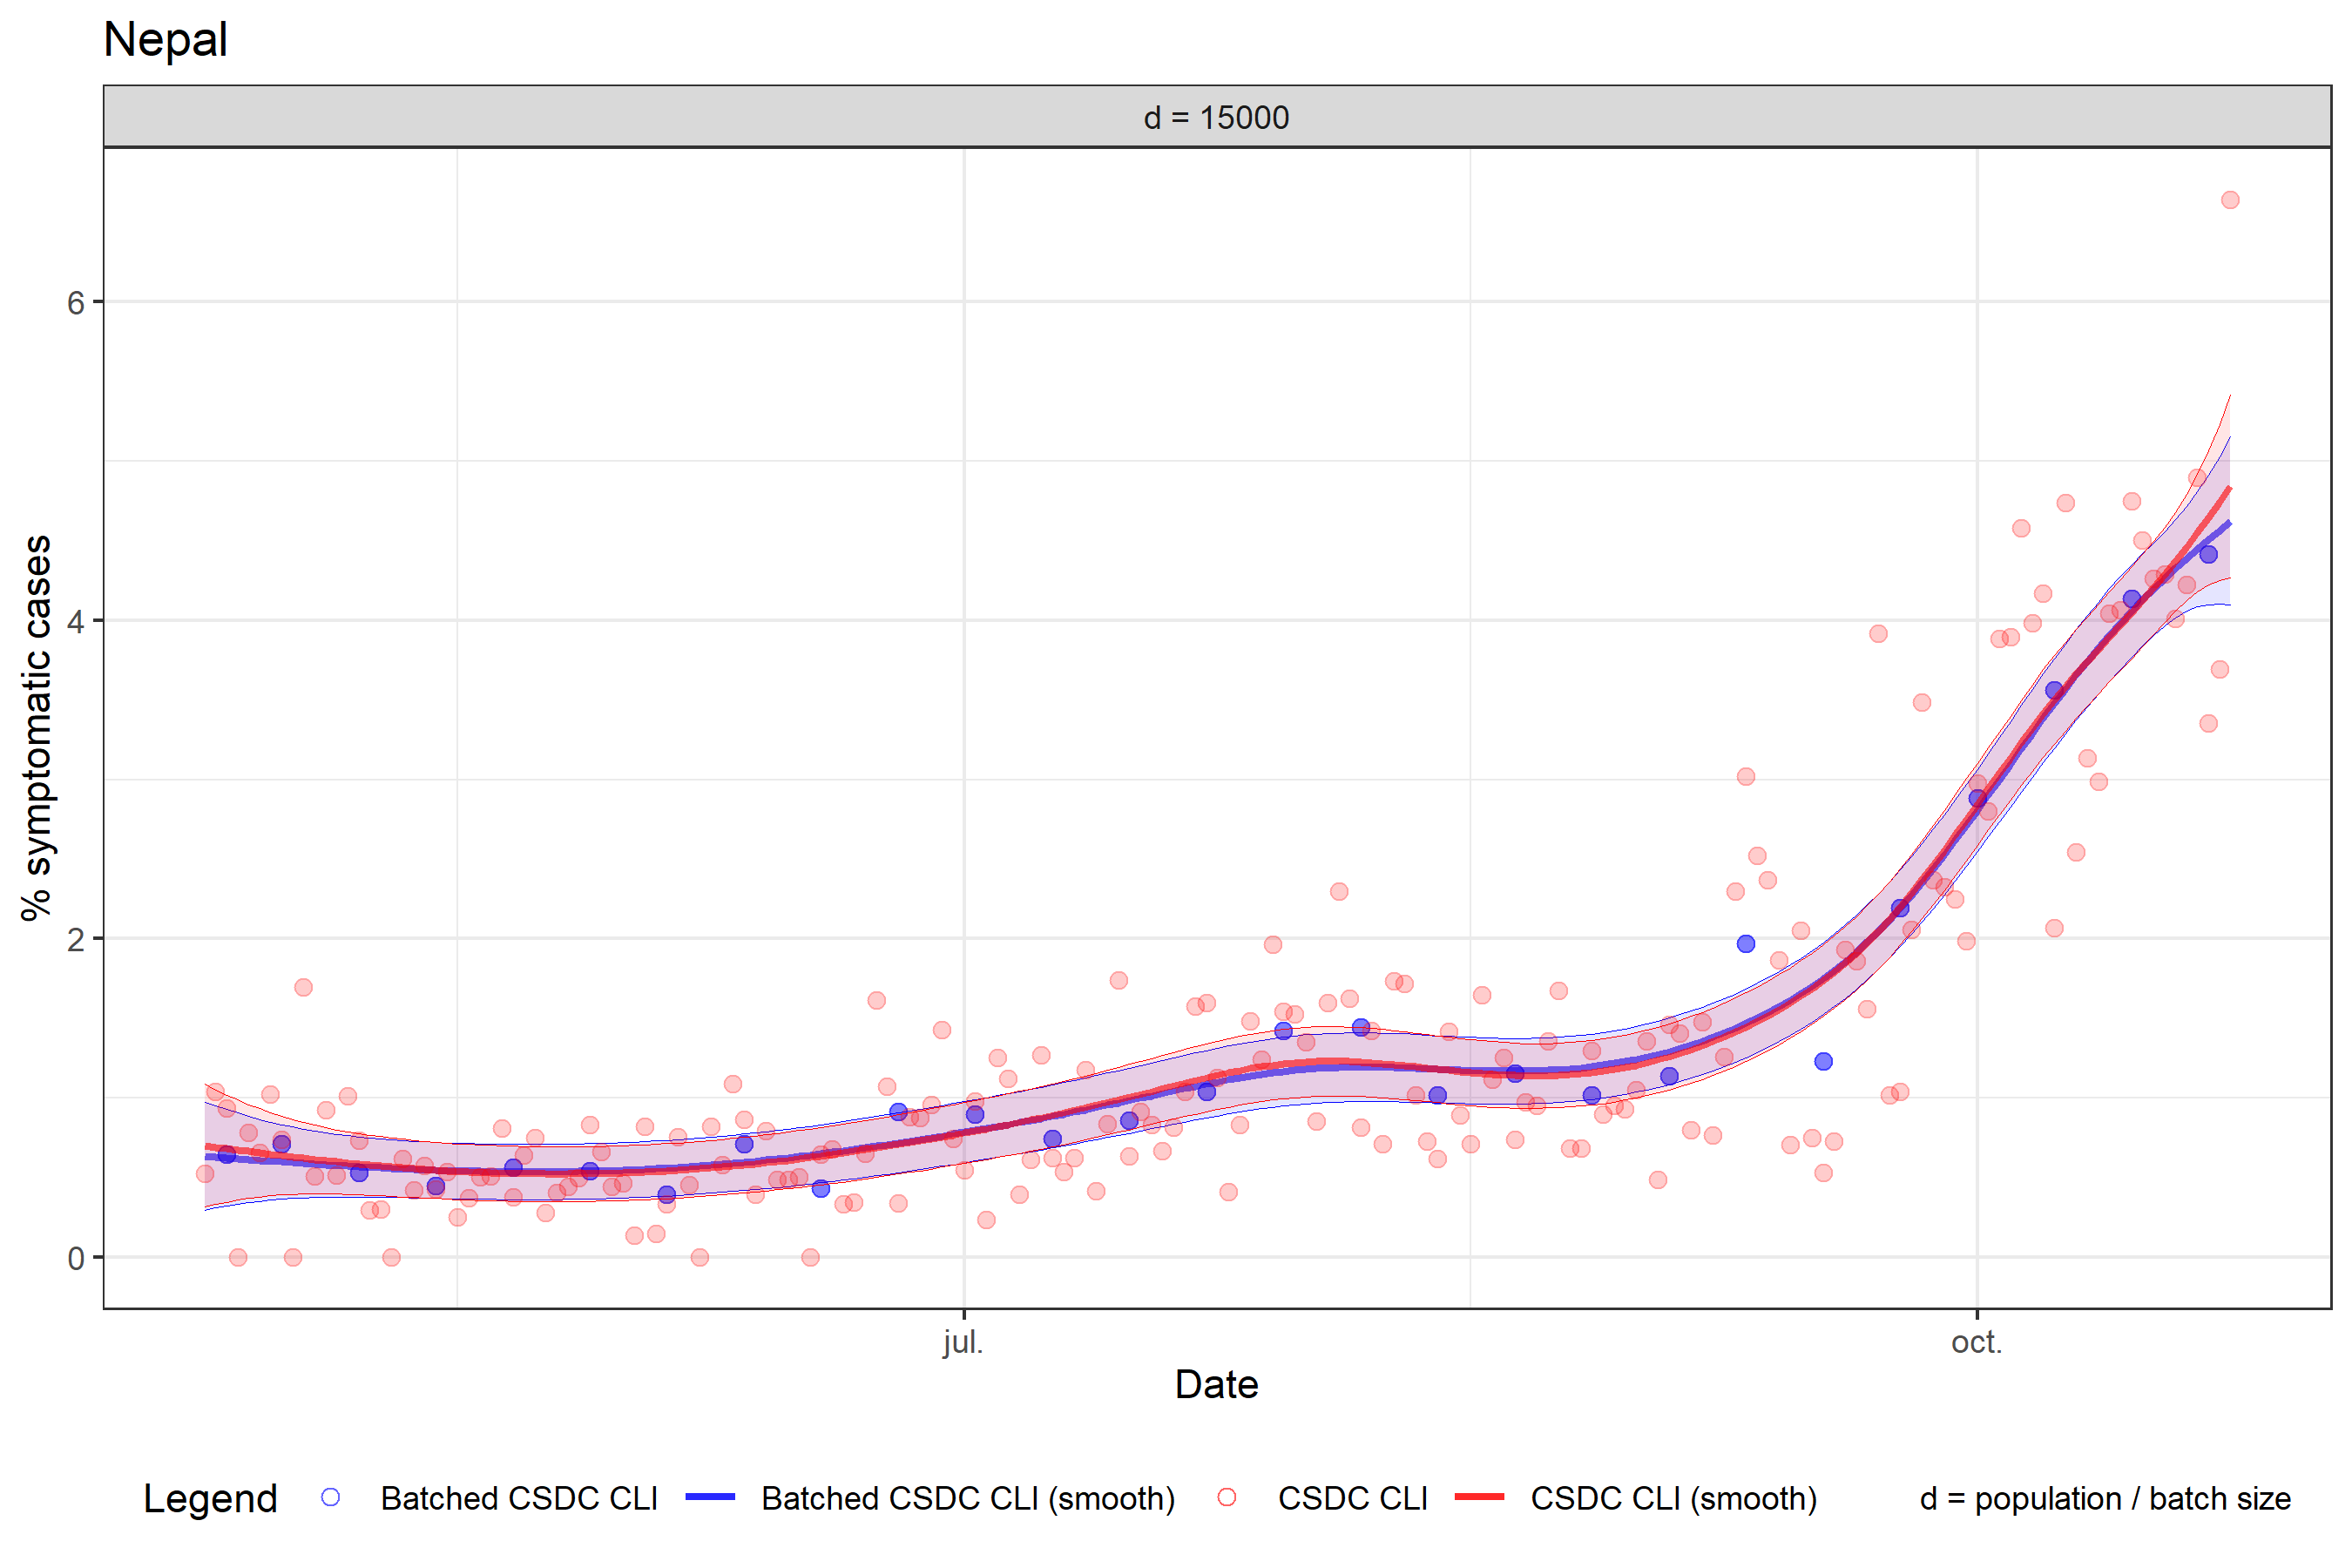 Nepal
d = 15000
% symptomatic cases
6
4
2
0
jul.
oct.
Date
Legend
Batched CSDC CLI
Batched CSDC CLI (smooth)
CSDC CLI
CSDC CLI (smooth)
d = population / batch size